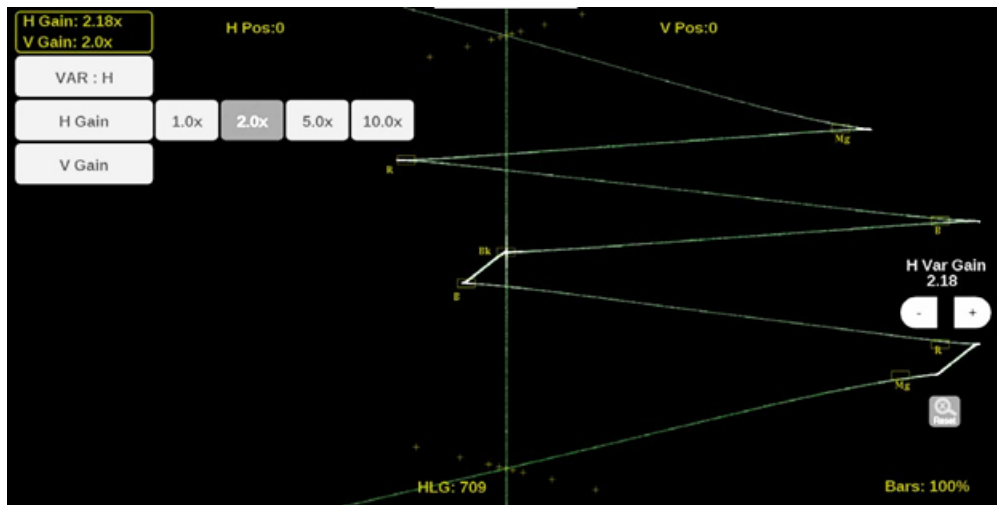 H Gain: 2.18x
V Gain: 2.0x
H Pos:0
V Pos:0
VAR : H
H Gain
1.0x
2.0x
5.0x
10.0x
V Gain
Mg
R
B
Bk
H Var Gain
2.18
-
+
B
R
Mg
Reset
HLG: 709
Bars: 100%